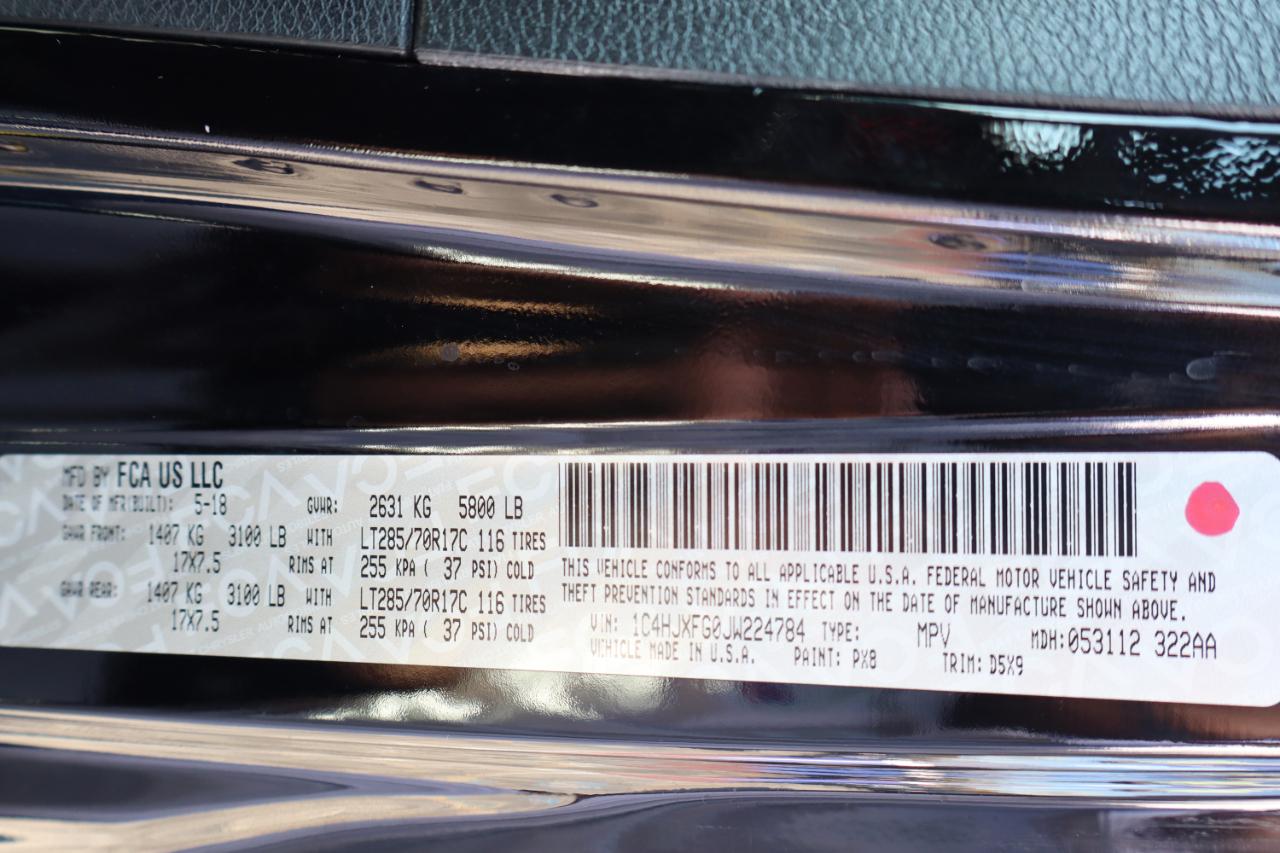 MFD BY FCA US LLC
DATE OF MFR(BUILT): 5-18 GVWR: 2631 KG 5800 LB
GAWR FRONT: 1407 KG 3100 LB WITH LT285/70R17C 116 TIRES
17X7.5 RIMS AT 255 KPA ( 37 PSI) COLD
GAWR REAR: 1407 KG 3100 LB WITH LT285/70R17C 116 TIRES
17X7.5 RIMS AT 255 KPA ( 37 PSI) COLD
THIS VEHICLE CONFORMS TO ALL APPLICABLE U.S.A. FEDERAL MOTOR VEHICLE SAFETY AND
THEFT PREVENTION STANDARDS IN EFFECT ON THE DATE OF MANUFACTURE SHOWN ABOVE.
VIN: 1C4HJXFG0JW224784 TYPE: MPV MDH:053112 322AA
VEHICLE MADE IN U.S.A. PAINT: PX8 TRIM: D5X9